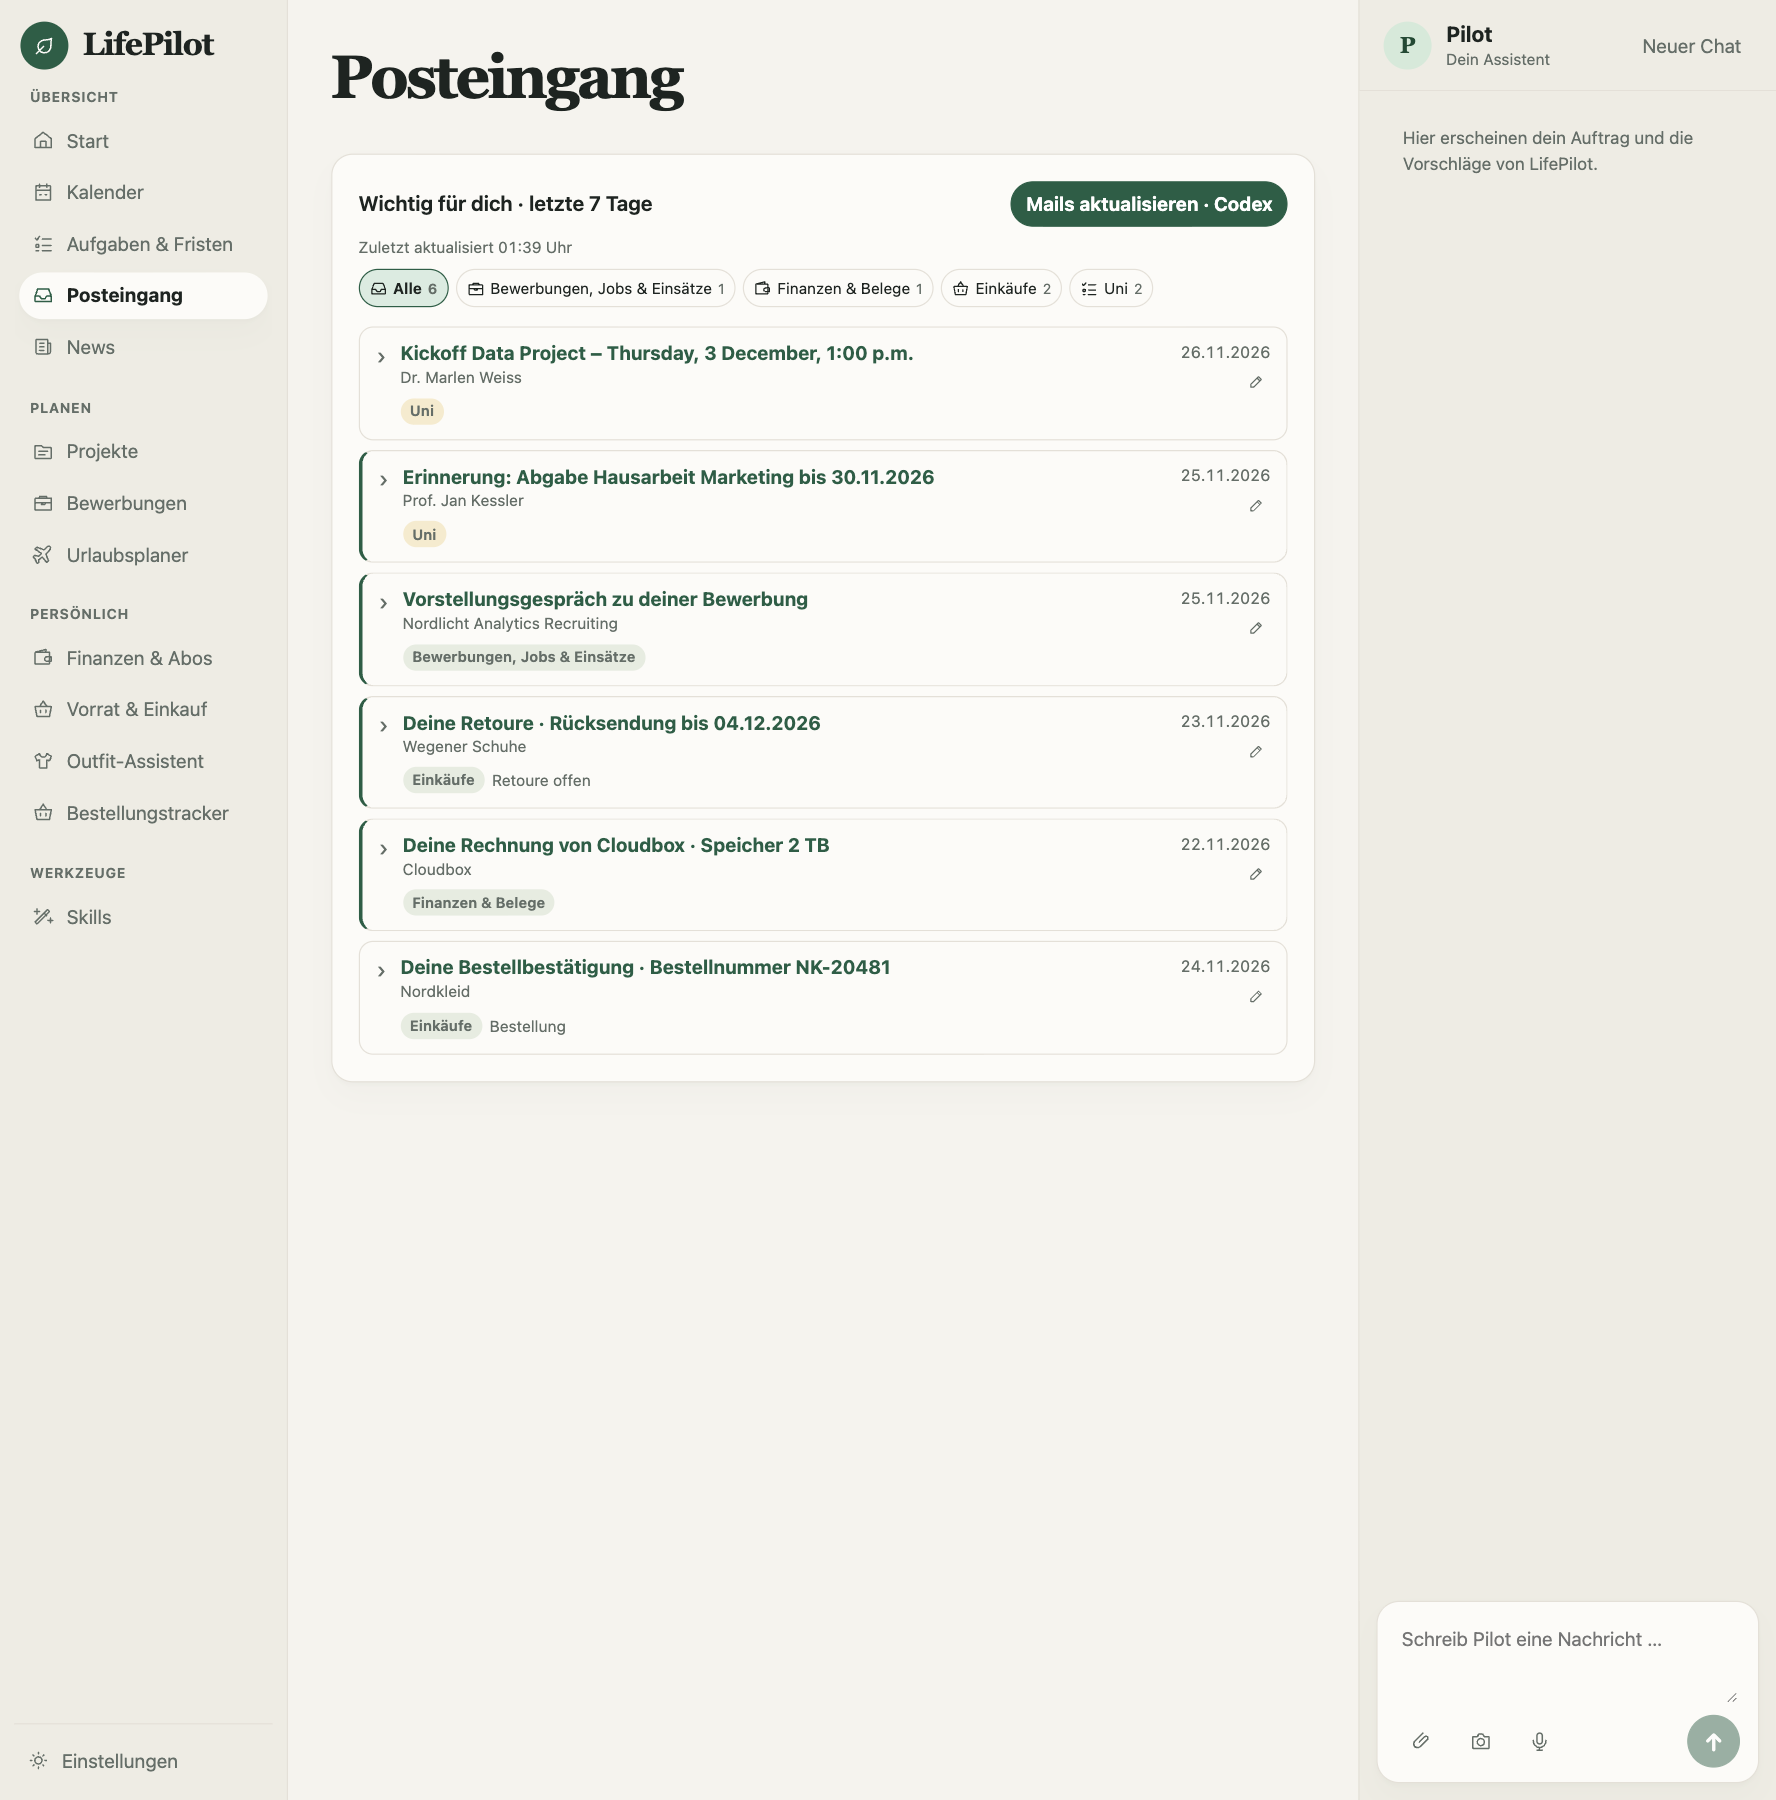 LifePilot
ÜBERSICHT
Start
Kalender
Aufgaben & Fristen
Posteingang
News
PLANEN
Projekte
Bewerbungen
Urlaubsplaner
PERSÖNLICH
Finanzen & Abos
Vorrat & Einkauf
Outfit-Assistent
Bestellungstracker
WERKZEUGE
Skills
Einstellungen
Posteingang
Wichtig für dich · letzte 7 Tage
Mails aktualisieren · Codex
Zuletzt aktualisiert 01:39 Uhr
Alle 6
Bewerbungen, Jobs & Einsätze 1
Finanzen & Belege 1
Einkäufe 2
Uni 2
Kickoff Data Project – Thursday, 3 December, 1:00 p.m.
26.11.2026
Dr. Marlen Weiss
Uni
Erinnerung: Abgabe Hausarbeit Marketing bis 30.11.2026
25.11.2026
Prof. Jan Kessler
Uni
Vorstellungsgespräch zu deiner Bewerbung
25.11.2026
Nordlicht Analytics Recruiting
Bewerbungen, Jobs & Einsätze
Deine Retoure · Rücksendung bis 04.12.2026
23.11.2026
Wegener Schuhe
Einkäufe Retoure offen
Deine Rechnung von Cloudbox · Speicher 2 TB
22.11.2026
Cloudbox
Finanzen & Belege
Deine Bestellbestätigung · Bestellnummer NK-20481
24.11.2026
Nordkleid
Einkäufe Bestellung
P
Pilot
Dein Assistent
Neuer Chat
Hier erscheinen dein Auftrag und die
Vorschläge von LifePilot.
Schreib Pilot eine Nachricht ...